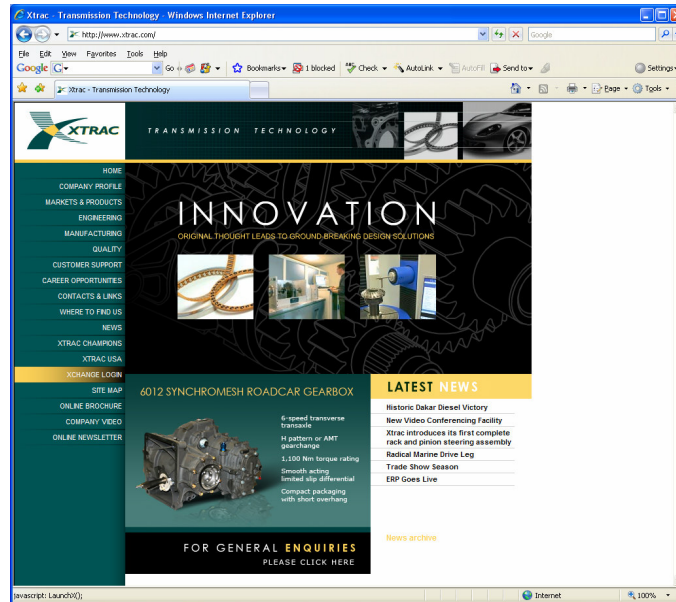 Xtrac - Transmission Technology - Windows Internet Explorer
http://www.xtrac.com/
Google
File Edit View Favorites Tools Help
Google G Go Bookmarks 1 blocked Check AutoLink AutoFill Send to Settings
Xtrac - Transmission Technology
Page Tools
XTRAC
TRANSMISSION TECHNOLOGY
HOME
COMPANY PROFILE
MARKETS & PRODUCTS
ENGINEERING
MANUFACTURING
QUALITY
CUSTOMER SUPPORT
CAREER OPPORTUNITIES
CONTACTS & LINKS
WHERE TO FIND US
NEWS
XTRAC CHAMPIONS
XTRAC USA
XCHANGE LOGIN
SITE MAP
ONLINE BROCHURE
COMPANY VIDEO
ONLINE NEWSLETTER
INNOVATION
ORIGINAL THOUGHT LEADS TO GROUND-BREAKING DESIGN SOLUTIONS
6012 SYNCHROMESH ROADCAR GEARBOX
6-speed transverse
transaxle
H pattern or AMT
gearchange
1,100 Nm torque rating
Smooth acting
limited slip differential
Compact packaging
with short overhang
FOR GENERAL ENQUIRIES
PLEASE CLICK HERE
LATEST NEWS
Historic Dakar Diesel Victory
New Video Conferencing Facility
Xtrac introduces its first complete
rack and pinion steering assembly
Radical Marine Drive Leg
Trade Show Season
ERP Goes Live
News archive
javascript: LaunchX();
Internet
100%